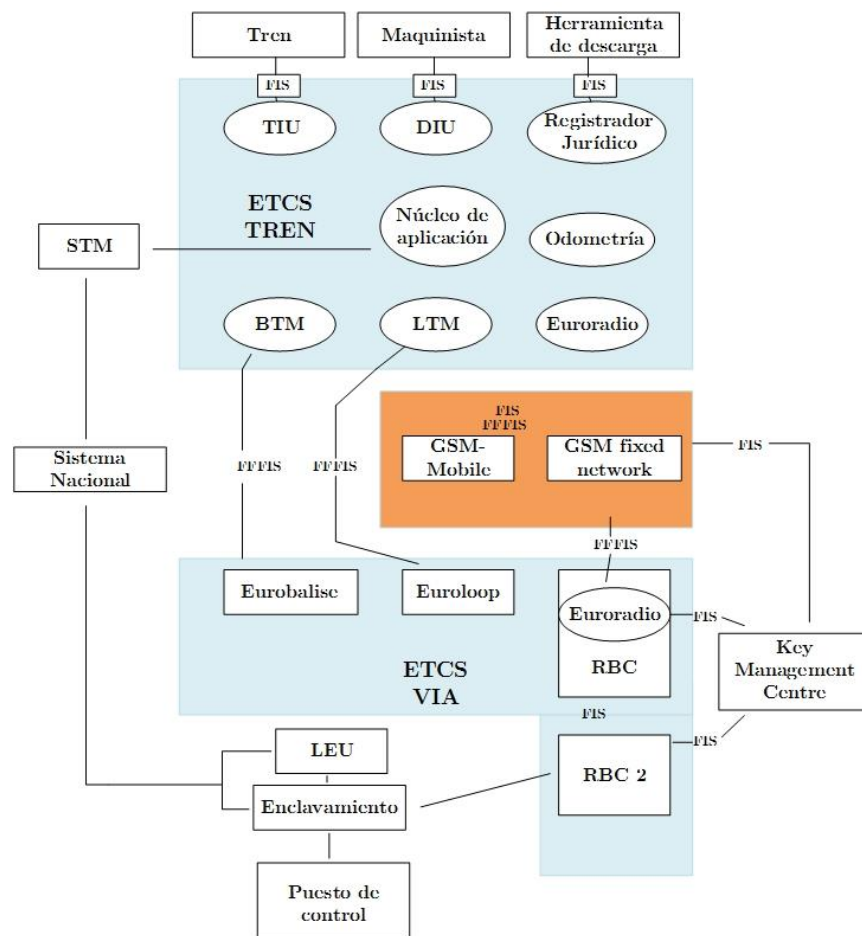 Tren
Maquinista
Herramienta
de descarga
FIS
FIS
FIS
TIU
DIU
Registrador
Jurídico
ETCS
TREN
Núcleo de
aplicación
Odometría
STM
BTM
LTM
Euroradio
FIS
FFFIS
GSM-
Mobile
GSM fixed
network
FIS
Sistema
Nacional
FFFIS
FFFIS
FFFIS
Eurobalise
Euroloop
Euroradio
FIS
RBC
ETCS
VIA
Key
Management
Centre
FIS
FIS
LEU
RBC 2
Enclavamiento
Puesto de
control